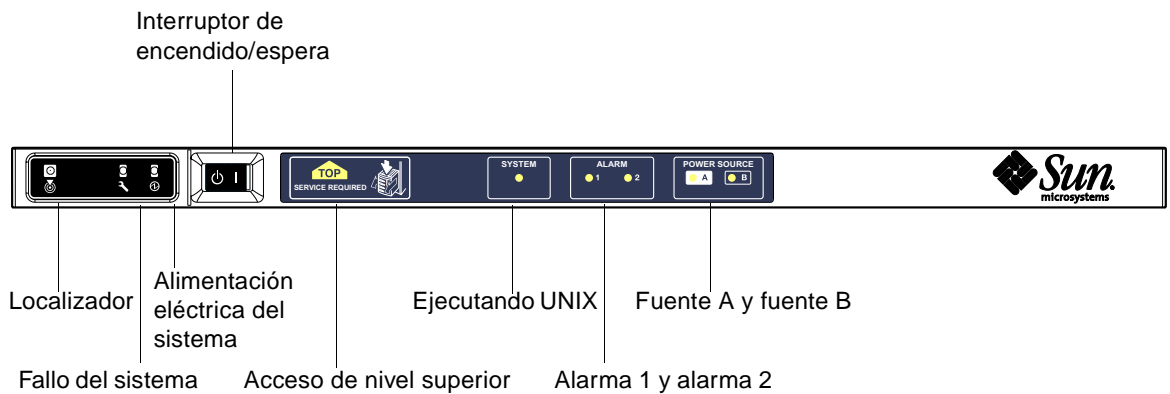 Interruptor de
encendido/espera
TOP
SERVICE REQUIRED
SYSTEM
ALARM
1 2
POWER SOURCE
A B
Sun
microsystems
Localizador
Alimentación
eléctrica del
sistema
Ejecutando UNIX
Fuente A y fuente B
Fallo del sistema
Acceso de nivel superior
Alarma 1 y alarma 2